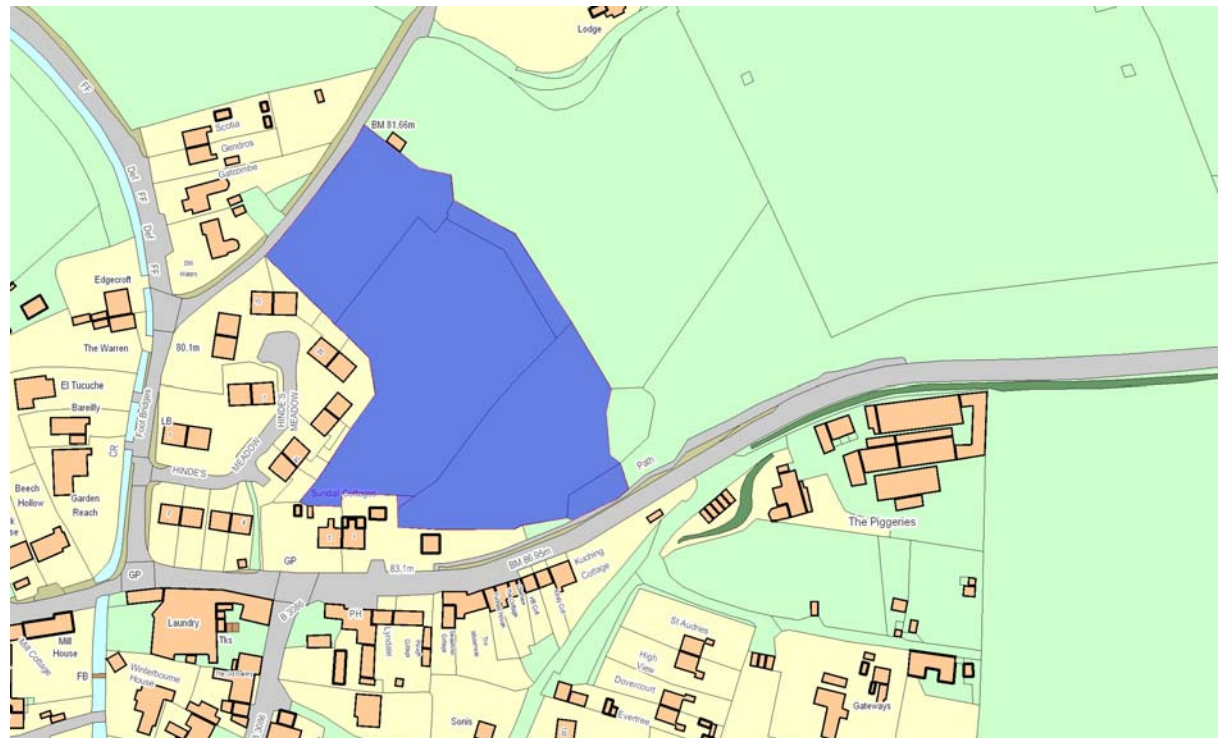 Lodge
FF
BM 81.66m
Scotia
Gendros
Gatcombe
Def
FF
Def
FF
Edgecroft
The Warren
80.1m
El Tucuche
Bareilly
Foot Bridges
LB
HINDE'S
MEADOW
HINDE'S
MEADOW
CR
Beech
Hollow
Garden
Reach
Sundial Cottages
Path
The Piggeries
GP
GP
83.1m
BM 86.95m
Kuching
Cottage
Laundry
Tks
B 3086
PH
Lyndale
Mill
House
Mill Cottage
FB
Winterbourne
House
B 3086
Sonis
St Audries
High
View
Dovercourt
Evertree
Gateways